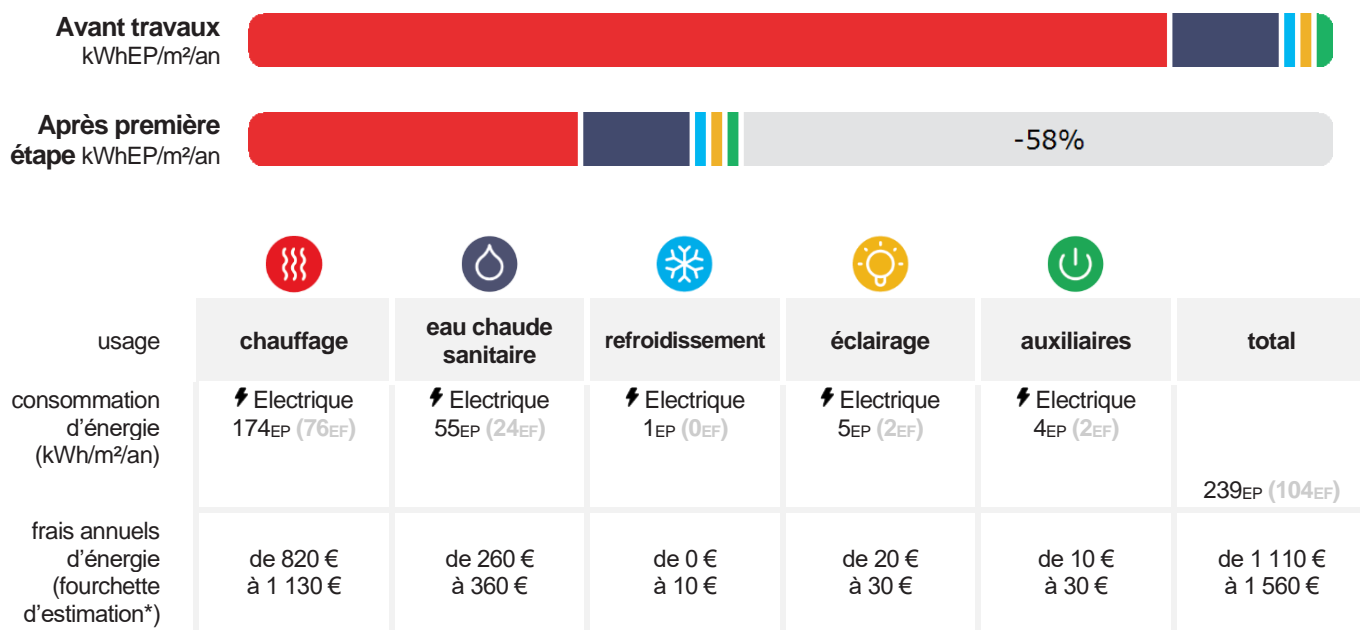 Avant travaux
kWhEP/m²/an
Après première
étape kWhEP/m²/an
-58%
usage
chauffage
eau chaude
sanitaire
refroidissement
éclairage
auxiliaires
total
consommation
d'énergie
(kWh/m²/an)
Electrique
174EP (76EF)
Electrique
55EP (24EF)
Electrique
1EP (0EF)
Electrique
5EP (2EF)
Electrique
4EP (2EF)
239EP (104EF)
frais annuels
d'énergie
(fourchette
d'estimation*)
de 820 €
à 1 130 €
de 260 €
à 360 €
de 0 €
à 10 €
de 20 €
à 30 €
de 10 €
à 30 €
de 1 110 €
à 1 560 €